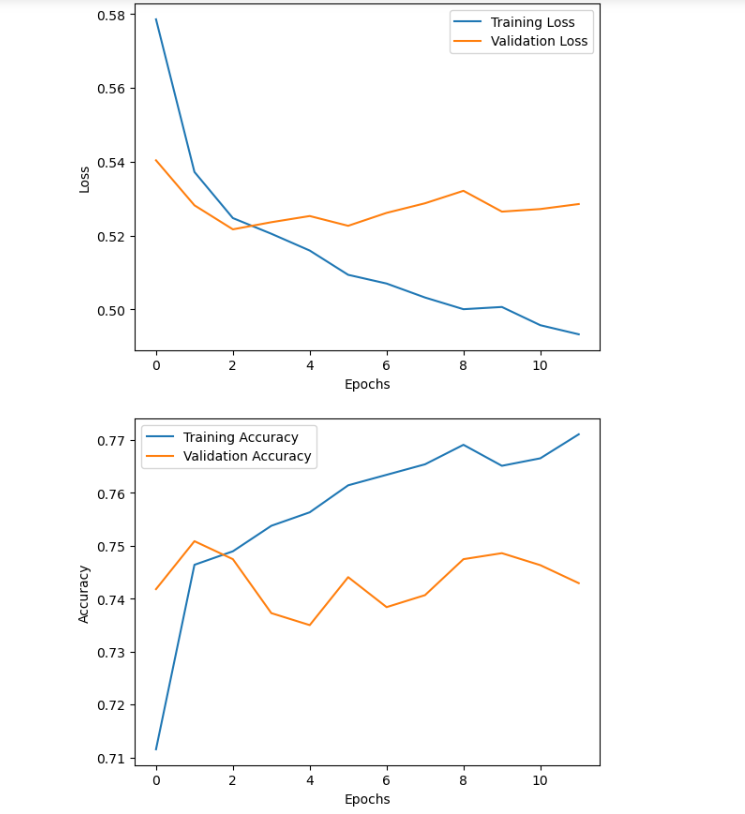 0.58
Training Loss
Validation Loss
0.56
0.54
Loss
0.52
0.50
0 2 4 6 8 10
Epochs
Training Accuracy
Validation Accuracy
0.77
0.76
0.75
Accuracy
0.74
0.73
0.72
0.71
0 2 4 6 8 10
Epochs